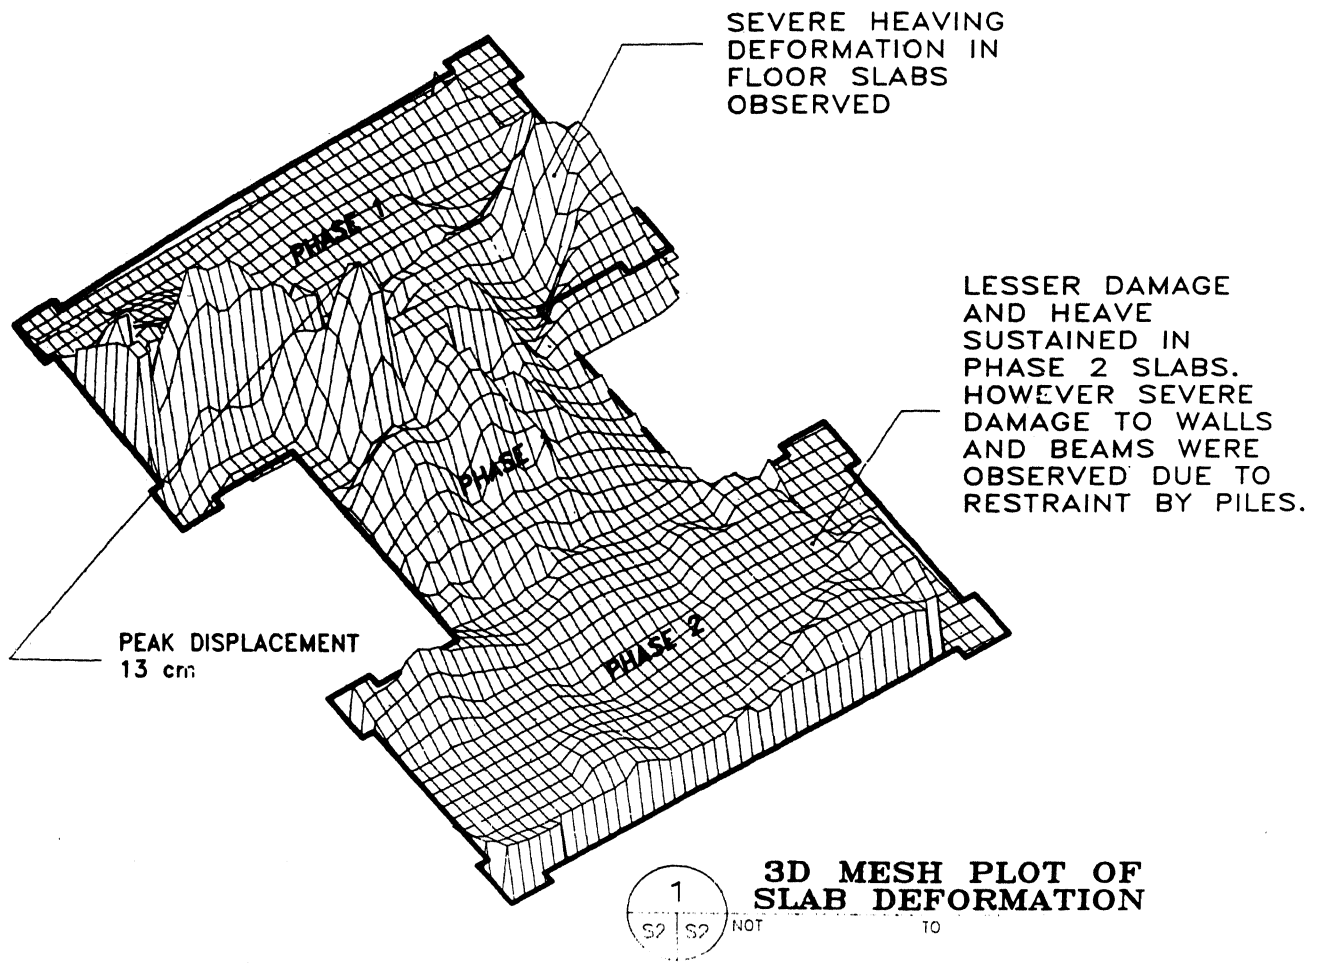 SEVERE HEAVING
DEFORMATION IN
FLOOR SLABS
OBSERVED
PHASE 1
LESSER DAMAGE
AND HEAVE
SUSTAINED IN
PHASE 2 SLABS.
HOWEVER SEVERE
DAMAGE TO WALLS
AND BEAMS WERE
OBSERVED DUE TO
RESTRAINT BY PILES.
PHASE 1
PHASE 2
PEAK DISPLACEMENT
13 cm
3D MESH PLOT OF
SLAB DEFORMATION
1
S2 S2
NOT TO